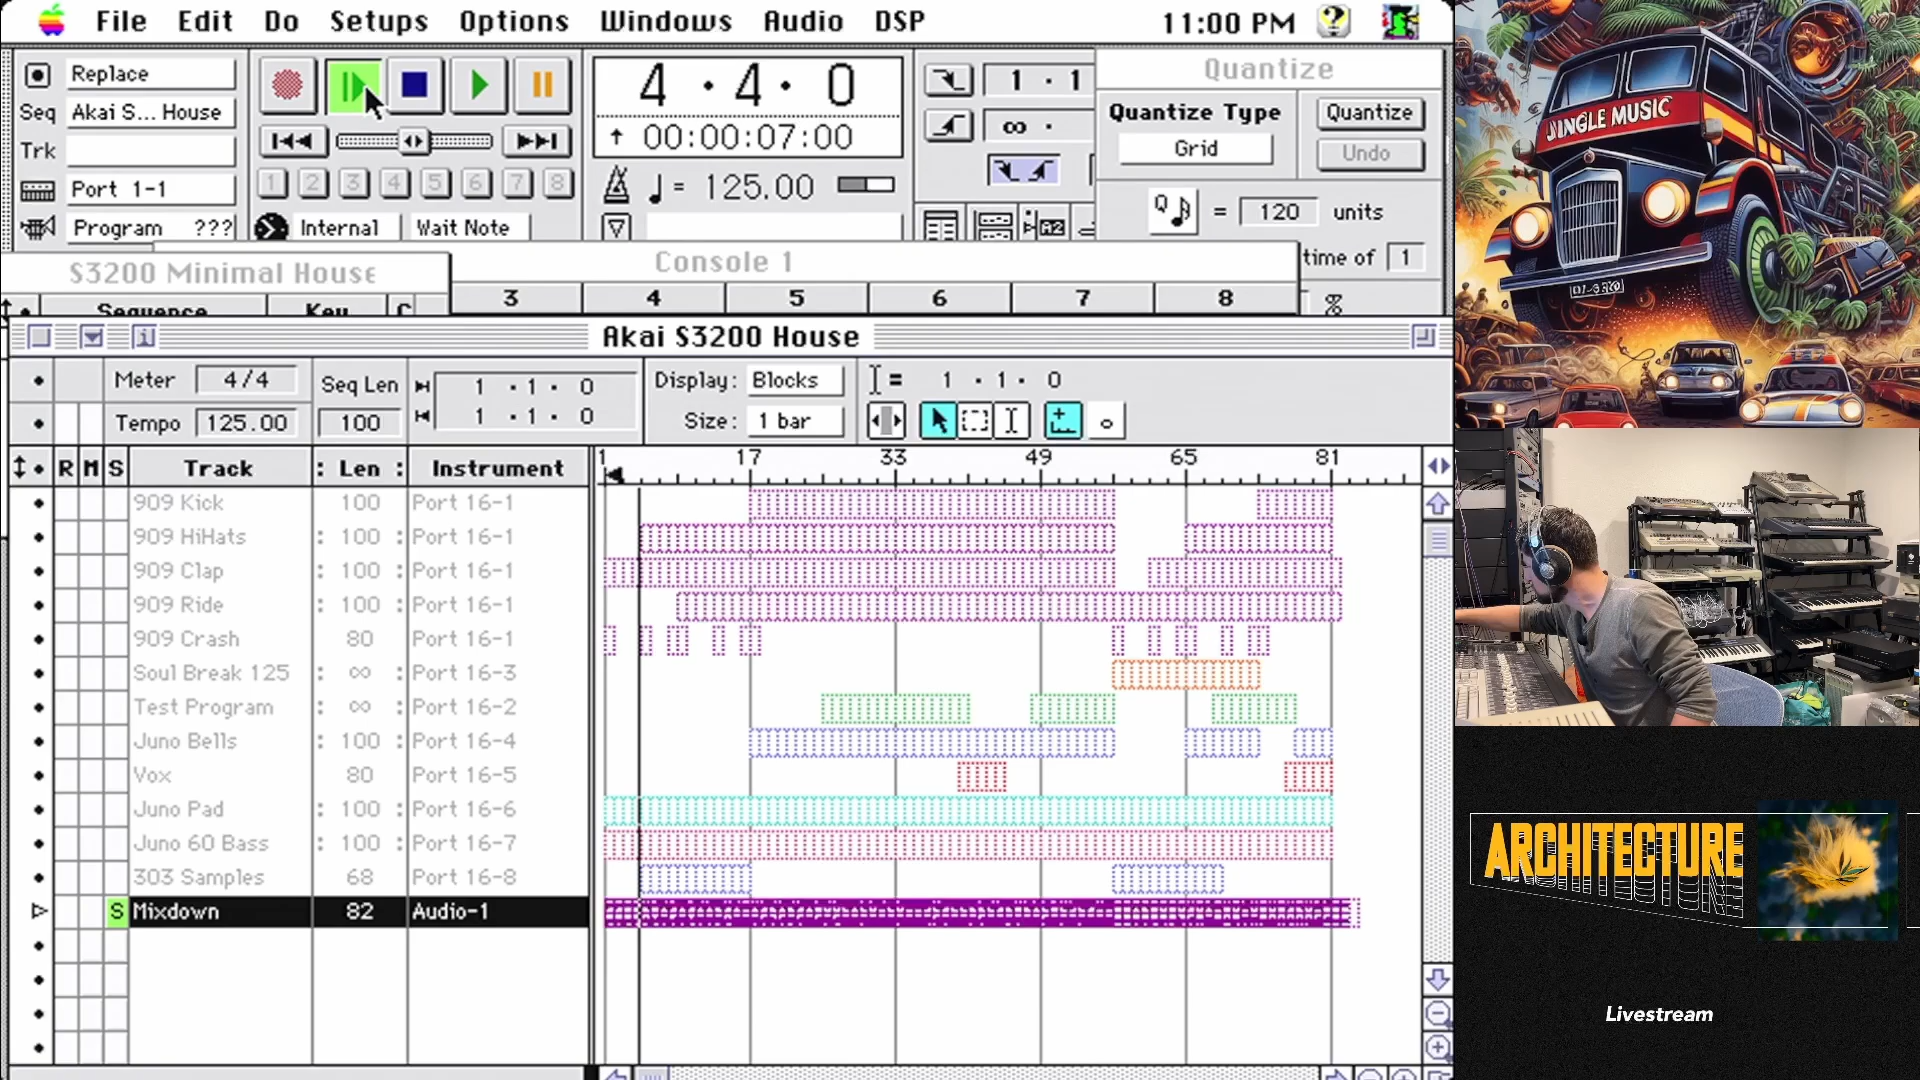 File Edit Do Setups Options Windows Audio DSP 11:00 PM
Replace
Seq Akai S... House
Trk
Port 1-1
Program ???
1 2 3 4 5 6 7 8
Internal Wait Note
4 · 4 · 0
00:00:07:00
= 125.00
1 · 1
∞ ·
Quantize
Quantize Type
Grid
Quantize
Undo
= 120 units
time of 1
%
S3200 Minimal House
Sequence Key C
Console 1
3 4 5 6 7 8
Akai S3200 House
Meter 4/4
Tempo 125.00
Seq Len
100
1 · 1 · 0
1 · 1 · 0
Display: Blocks
Size: 1 bar
= 1 · 1 · 0
R M S Track : Len : Instrument
1 17 33 49 65 81
909 Kick 100 Port 16-1
909 HiHats : 100 : Port 16-1
909 Clap : 100 : Port 16-1
909 Ride : 100 : Port 16-1
909 Crash 80 Port 16-1
Soul Break 125 : ∞ : Port 16-3
Test Program : ∞ : Port 16-2
Juno Bells : 100 : Port 16-4
Vox 80 Port 16-5
Juno Pad : 100 : Port 16-6
Juno 60 Bass : 100 : Port 16-7
303 Samples 68 Port 16-8
S Mixdown 82 Audio-1
JUNGLE MUSIC
ARCHITECTURE
Livestream